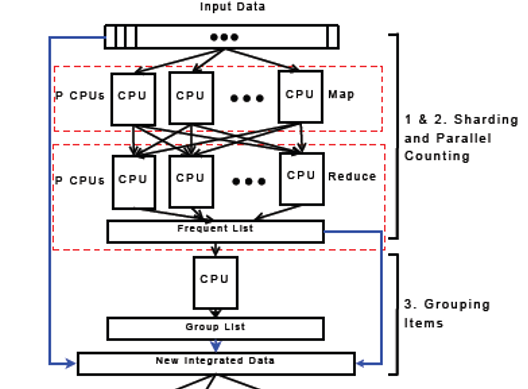 Input Data
P CPUs CPU CPU CPU Map
1 & 2. Sharding
and Parallel
Counting
P CPUs CPU CPU CPU Reduce
Frequent List
CPU
3. Grouping
Items
Group List
New Integrated Data